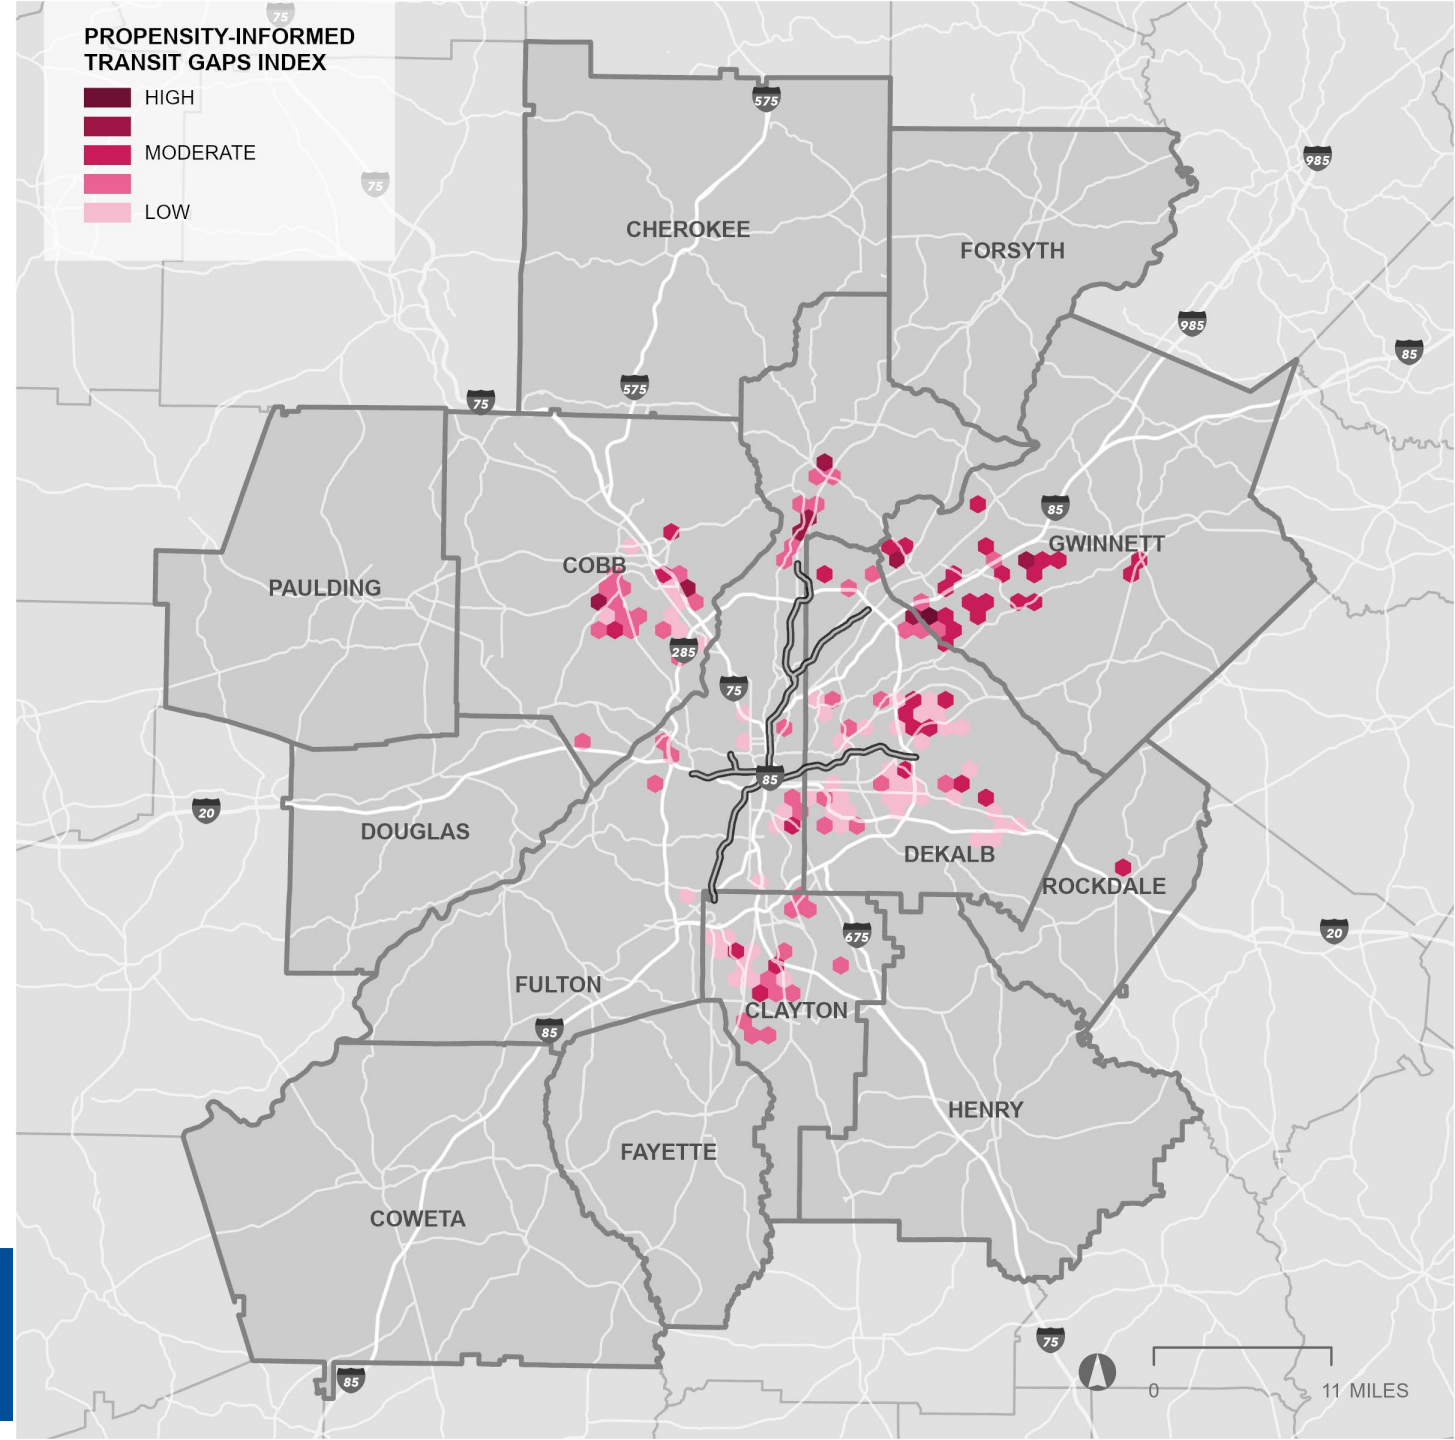 PROPENSITY-INFORMED
TRANSIT GAPS INDEX
HIGH
MODERATE
LOW
75
75
575
985
CHEROKEE
FORSYTH
985
85
575
75
85
GWINNETT
COBB
PAULDING
285
75
85
20
DOUGLAS
DEKALB
ROCKDALE
675
20
FULTON
CLAYTON
85
HENRY
FAYETTE
COWETA
75
85
0
11 MILES